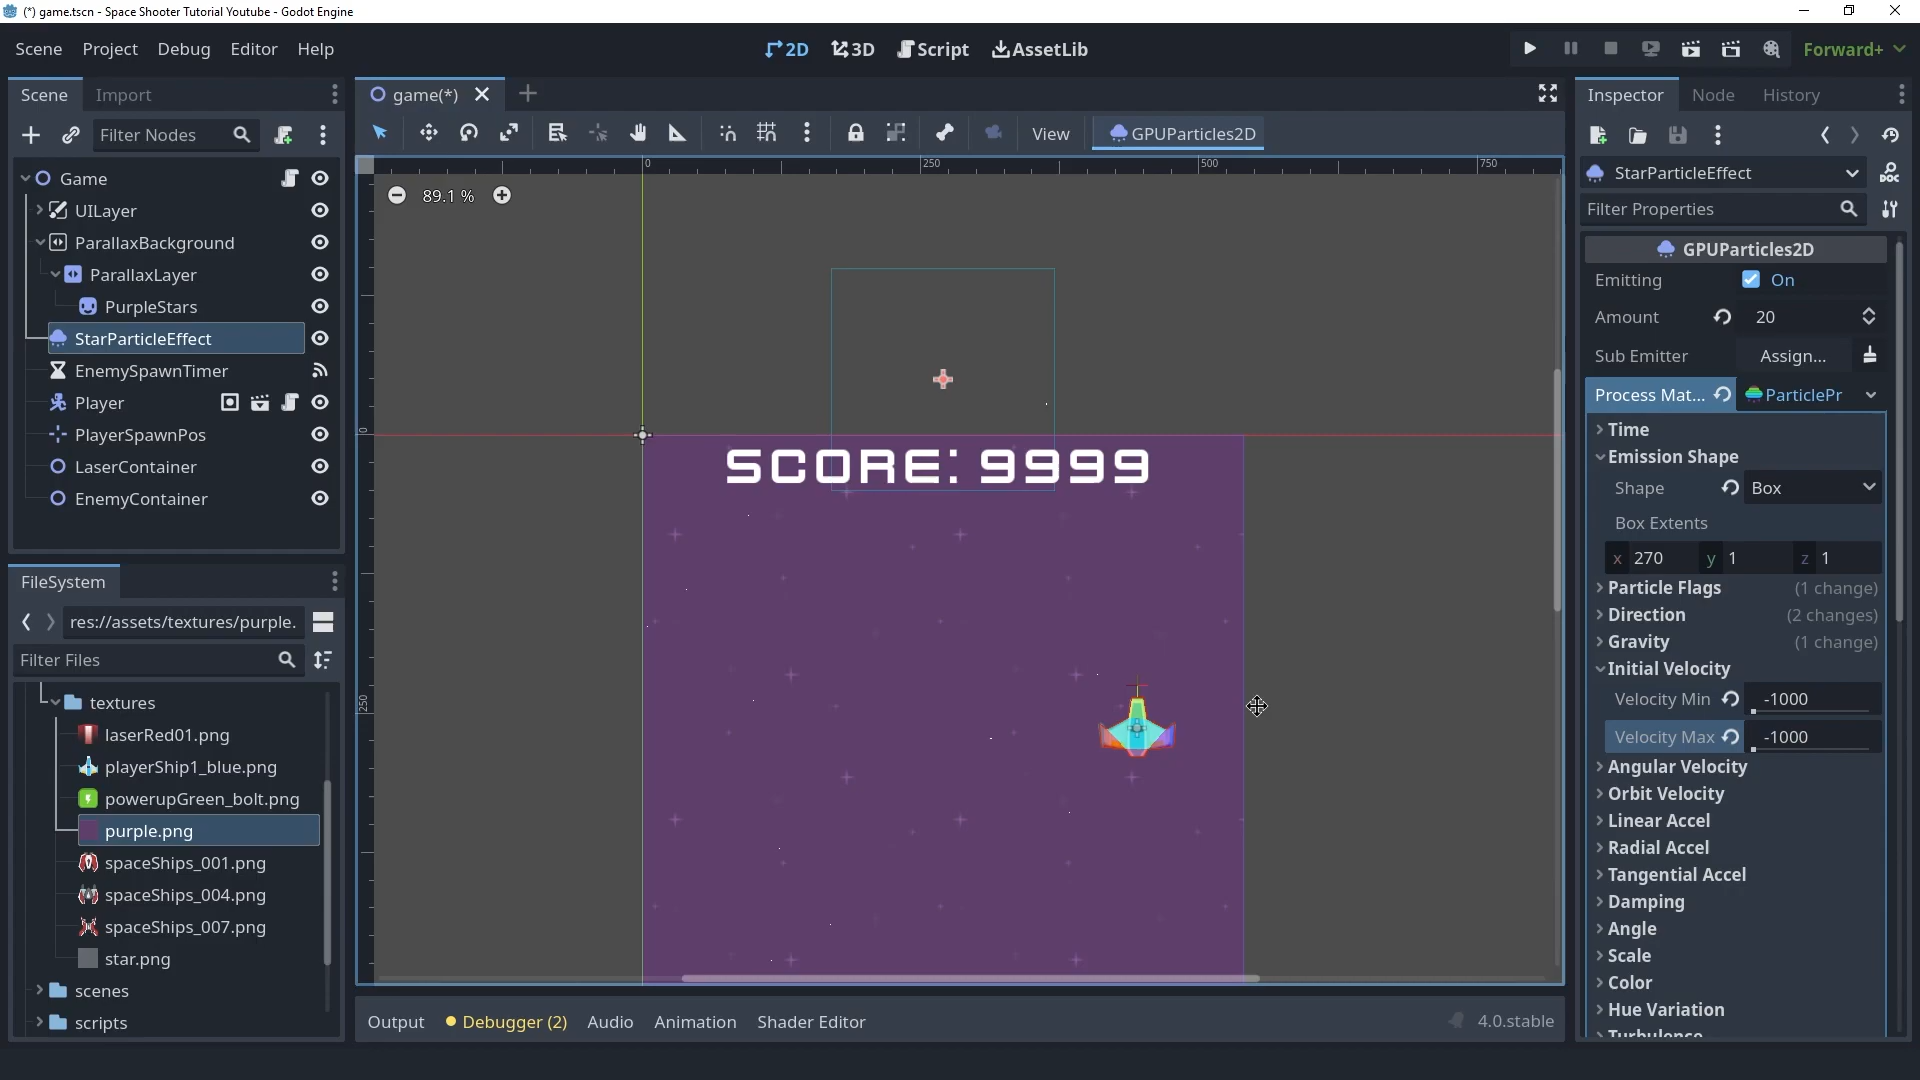 (*) game.tscn - Space Shooter Tutorial Youtube - Godot Engine
Scene Project Debug Editor Help
2D 3D Script AssetLib
Forward+
Scene Import
game(*)
Inspector Node History
Filter Nodes
View GPUParticles2D
0 250 500 750
89.1 %
StarParticleEffect
Filter Properties
Game
UILayer
ParallaxBackground
ParallaxLayer
PurpleStars
StarParticleEffect
EnemySpawnTimer
Player
PlayerSpawnPos
LaserContainer
EnemyContainer
0
250
SCORE: 9999
GPUParticles2D
Emitting On
Amount 20
Sub Emitter Assign...
Process Mat... ParticlePr
Time
Emission Shape
Shape Box
Box Extents
x 270 y 1 z 1
Particle Flags (1 change)
Direction (2 changes)
Gravity (1 change)
Initial Velocity
Velocity Min -1000
Velocity Max -1000
Angular Velocity
Orbit Velocity
Linear Accel
Radial Accel
Tangential Accel
Damping
Angle
Scale
Color
Hue Variation
Turbulence
FileSystem
res://assets/textures/purple.
Filter Files
textures
laserRed01.png
playerShip1_blue.png
powerupGreen_bolt.png
purple.png
spaceShips_001.png
spaceShips_004.png
spaceShips_007.png
star.png
scenes
scripts
Output Debugger (2) Audio Animation Shader Editor
4.0.stable